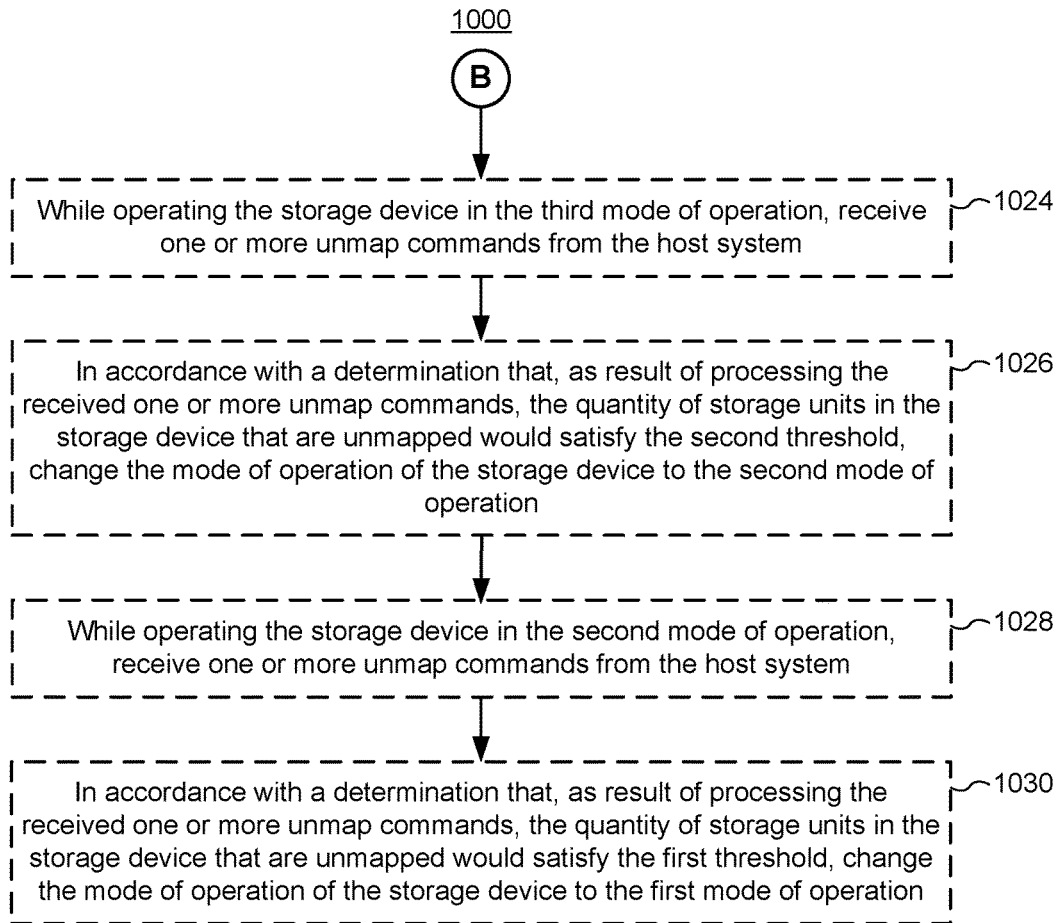 1000
B
While operating the storage device in the third mode of operation, receive
one or more unmap commands from the host system
1024
In accordance with a determination that, as result of processing the
received one or more unmap commands, the quantity of storage units in the
storage device that are unmapped would satisfy the second threshold,
change the mode of operation of the storage device to the second mode of
operation
1026
While operating the storage device in the second mode of operation,
receive one or more unmap commands from the host system
1028
In accordance with a determination that, as result of processing the
received one or more unmap commands, the quantity of storage units in the
storage device that are unmapped would satisfy the first threshold, change
the mode of operation of the storage device to the first mode of operation
1030